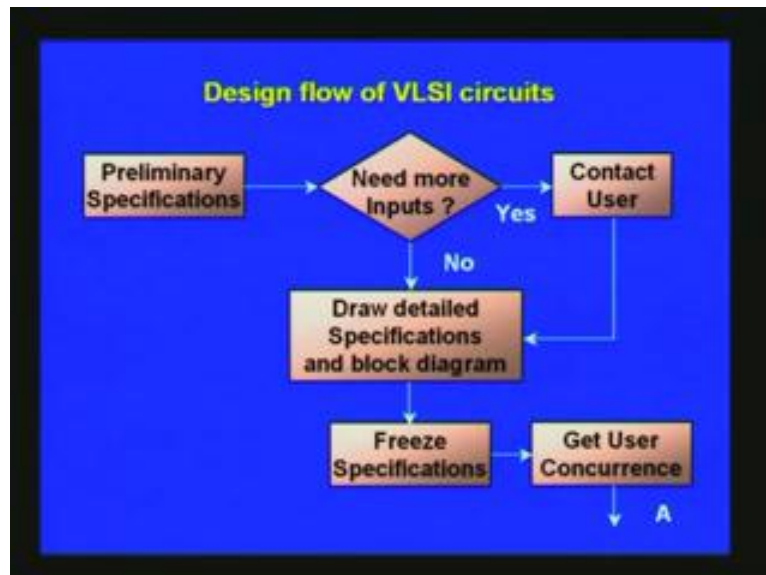 Design flow of VLSI circuits
Preliminary
Specifications
Need more
Inputs ?
Yes
Contact
User
No
Draw detailed
Specifications
and block diagram
Freeze
Specifications
Get User
Concurrence
A